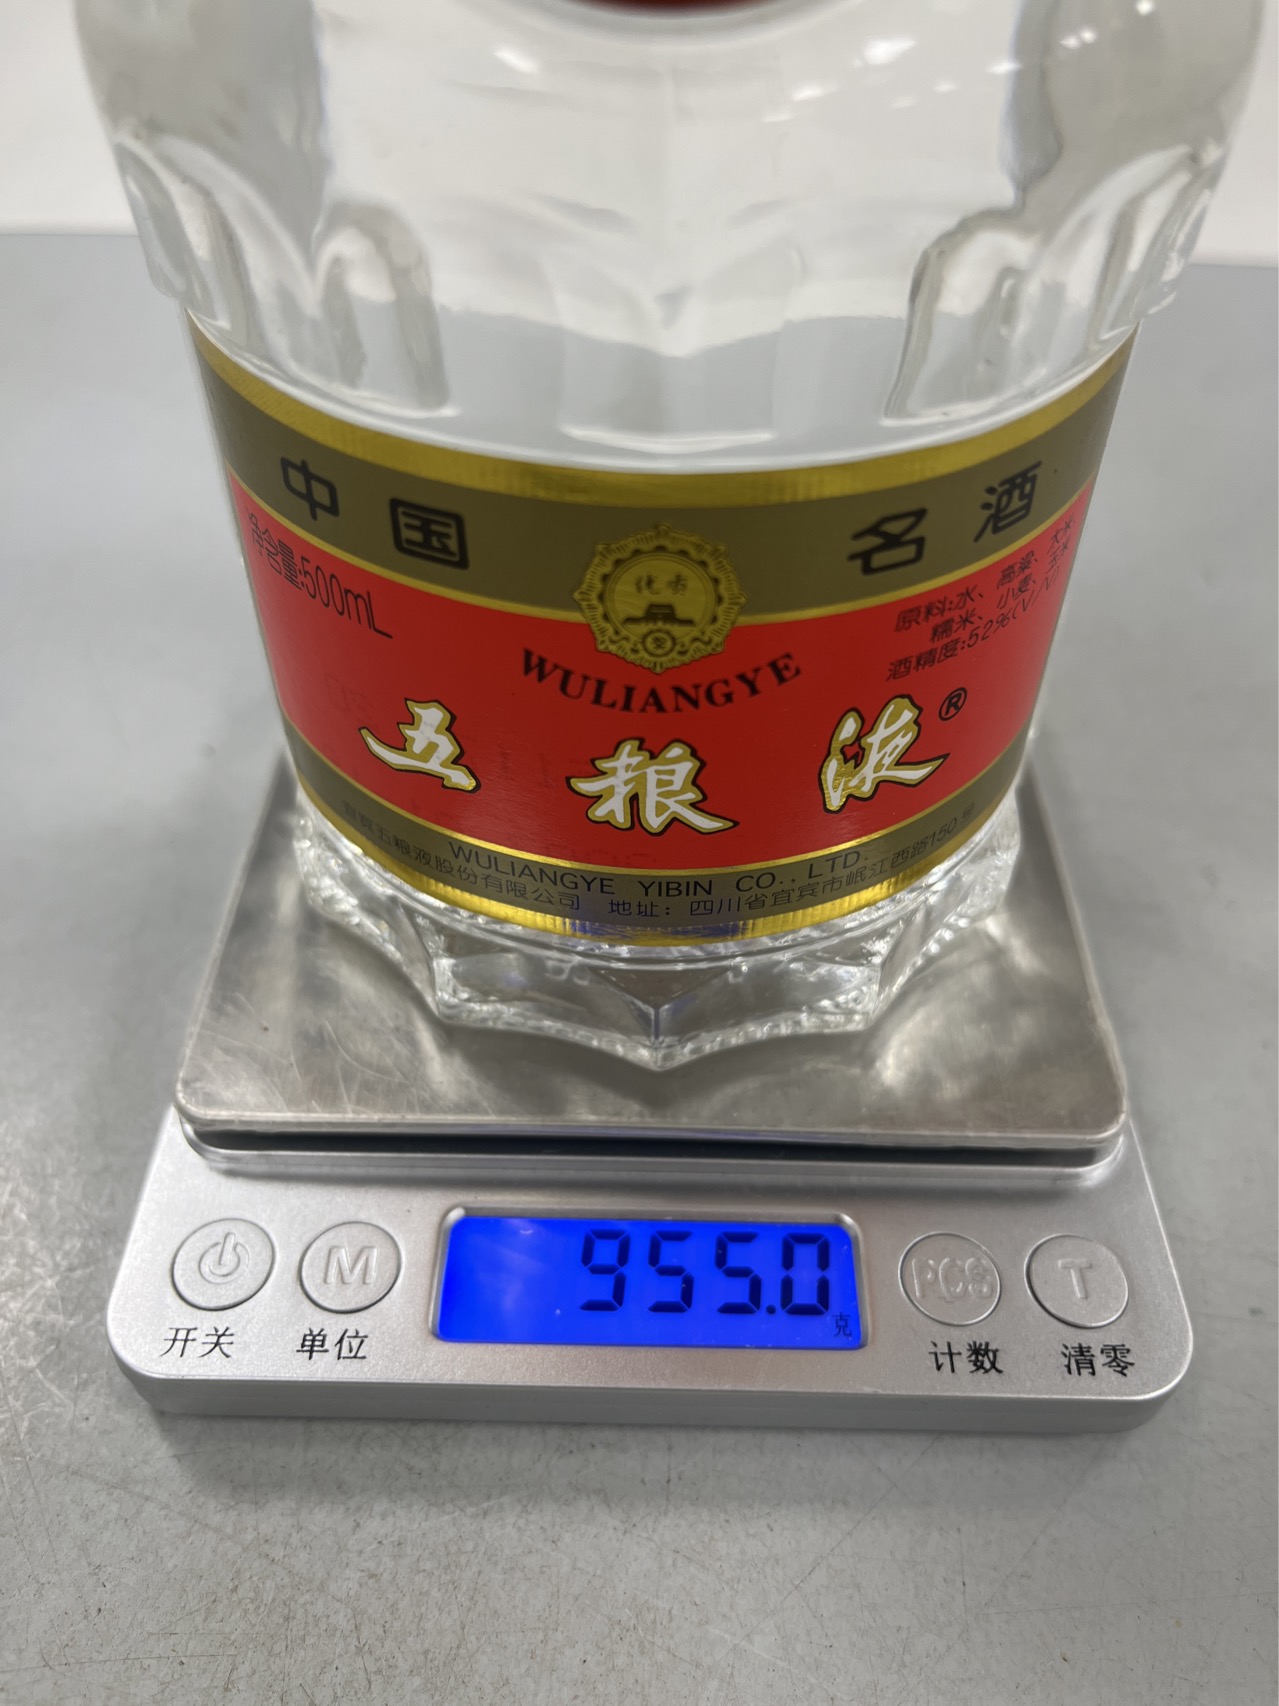 中国名酒
净含量:500mL
优质
原料:水、高粱、大米、
糯米、小麦、玉米
酒精度:52%(V/V)
WULIANGYE
五粮液®
WULIANGYE YIBIN CO.,LTD.
宜宾五粮液股份有限公司 地址：四川省宜宾市岷江西路150号
955.0
克
M
PCS
T
开关
单位
计数
清零